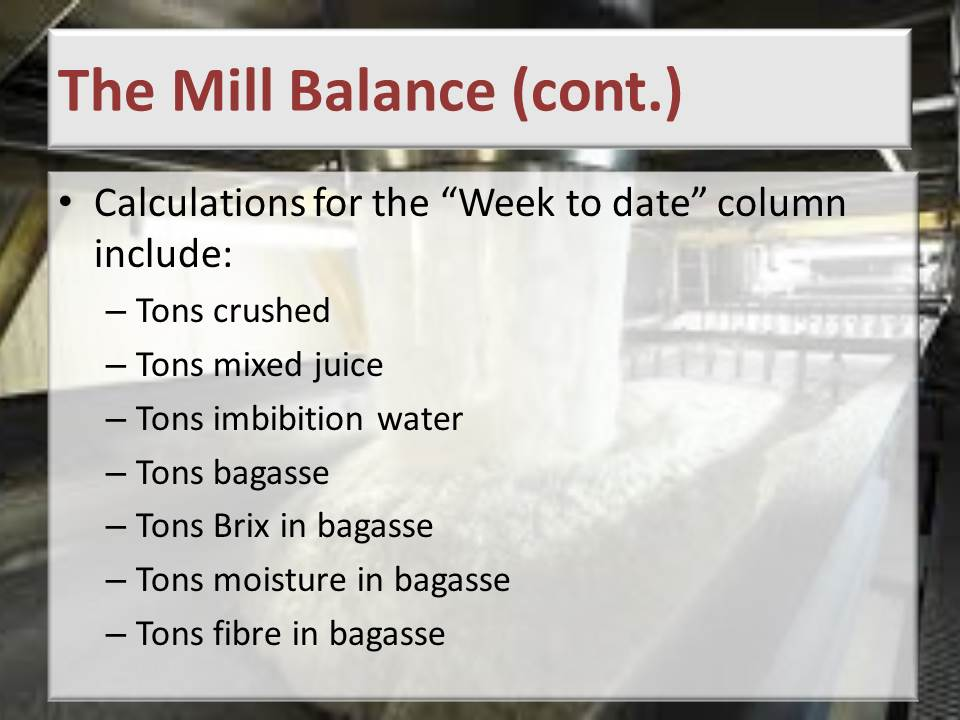 The Mill Balance (cont.)
• Calculations for the “Week to date” column
include:
– Tons crushed
– Tons mixed juice
– Tons imbibition water
– Tons bagasse
– Tons Brix in bagasse
– Tons moisture in bagasse
– Tons fibre in bagasse